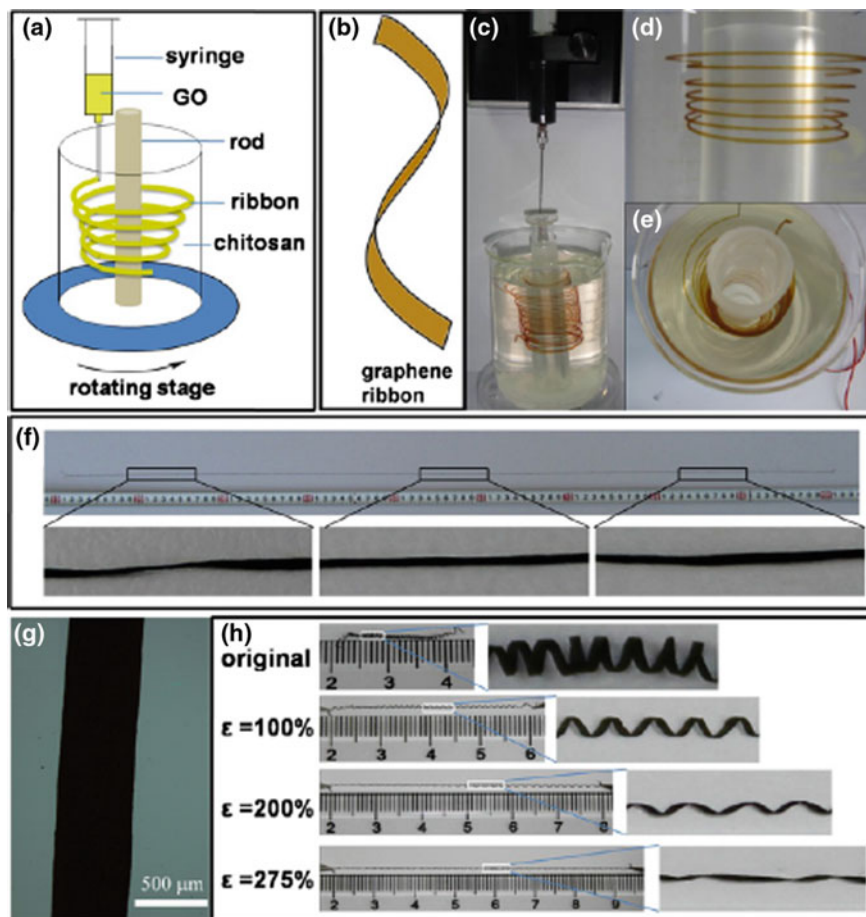 (a)
syringe
GO
rod
ribbon
chitosan
rotating stage
(b)
graphene
ribbon
(c)
(d)
(e)
(f)
(g)
500 μm
(h)
original
2 3 4
ε =100%
2 3 4 5 6
ε =200%
2 3 4 5 6 7 8
ε =275%
2 3 4 5 6 7 8 9